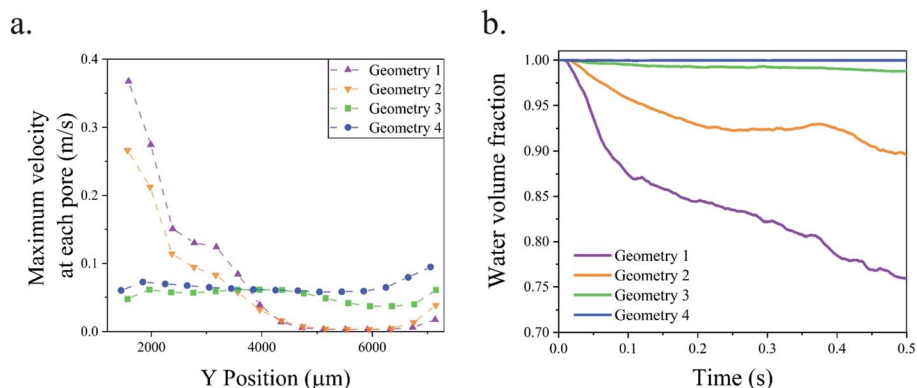 a.
Maximum velocity
at each pore (m/s)
0.4
0.3
0.2
0.1
0.0
2000
4000
6000
Y Position (μm)
Geometry 1
Geometry 2
Geometry 3
Geometry 4
b.
Water volume fraction
1.00
0.95
0.90
0.85
0.80
0.75
0.70
0.0
0.1
0.2
0.3
0.4
0.5
Time (s)
Geometry 1
Geometry 2
Geometry 3
Geometry 4